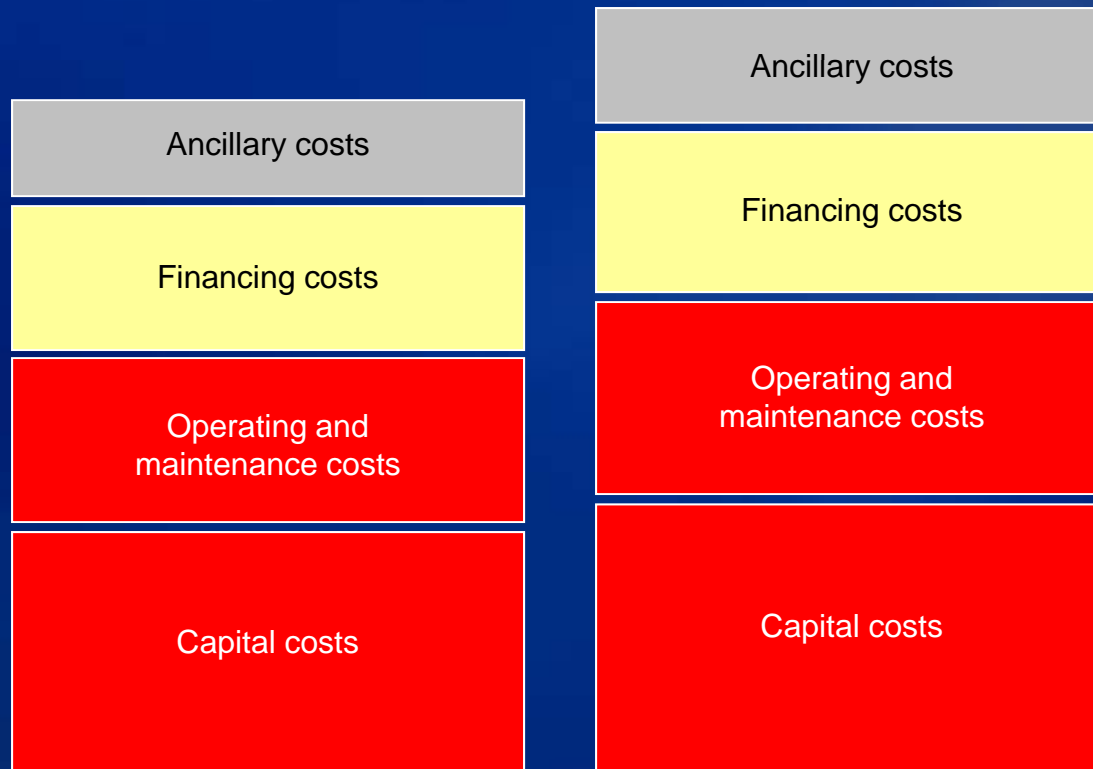 Ancillary costs
Financing costs
Operating and
maintenance costs
Capital costs
Ancillary costs
Financing costs
Operating and
maintenance costs
Capital costs